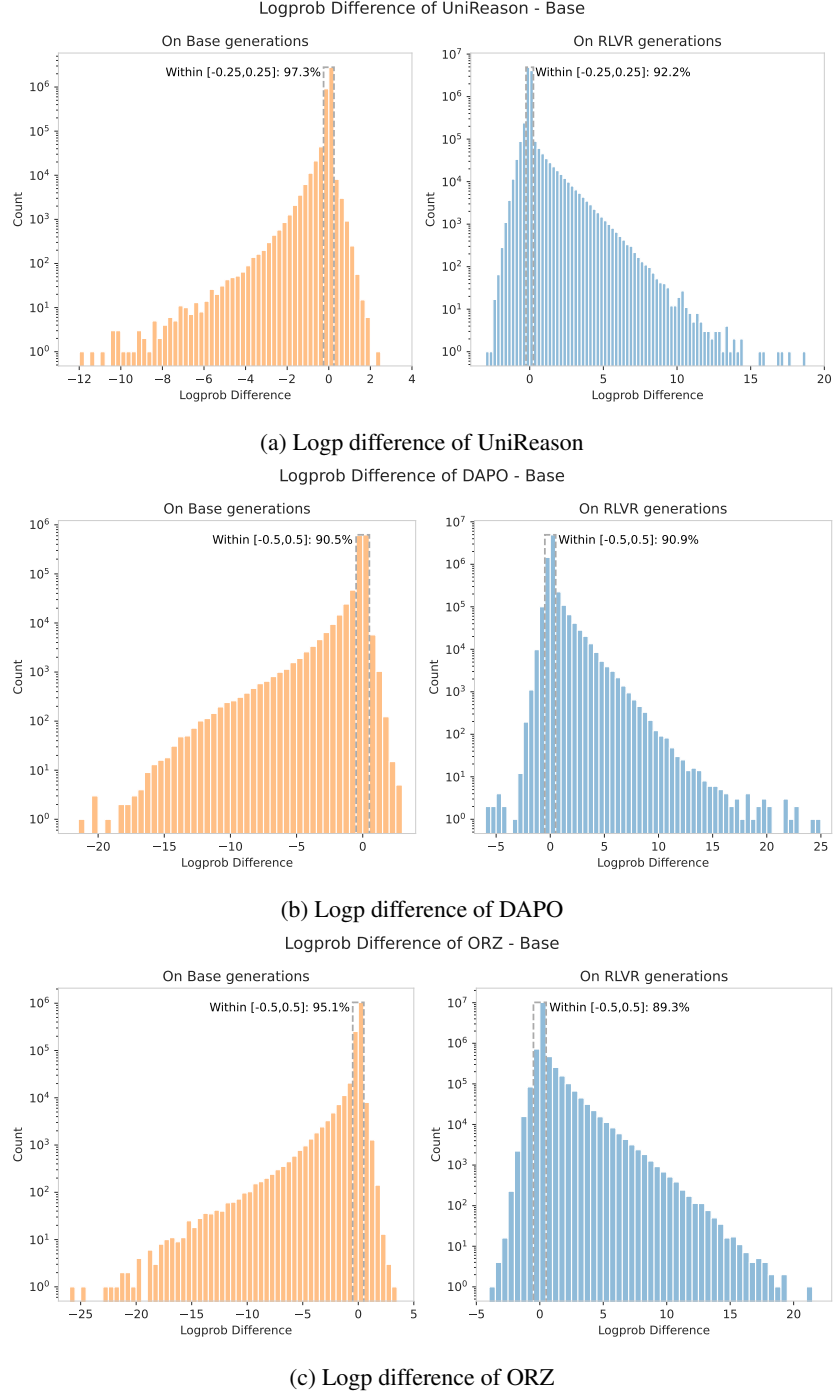 Logprob Difference of UniReason - Base
On Base generations
On RLVR generations
Within [-0.25,0.25]: 97.3%
Within [-0.25,0.25]: 92.2%
Count
10^6
10^5
10^4
10^3
10^2
10^1
10^0
−12 −10 −8 −6 −4 −2 0 2 4
Logprob Difference
Count
10^7
10^6
10^5
10^4
10^3
10^2
10^1
10^0
0 5 10 15 20
Logprob Difference
(a) Logp difference of UniReason
Logprob Difference of DAPO - Base
On Base generations
On RLVR generations
Within [-0.5,0.5]: 90.5%
Within [-0.5,0.5]: 90.9%
Count
10^6
10^5
10^4
10^3
10^2
10^1
10^0
−20 −15 −10 −5 0
Logprob Difference
Count
10^7
10^6
10^5
10^4
10^3
10^2
10^1
10^0
−5 0 5 10 15 20 25
Logprob Difference
(b) Logp difference of DAPO
Logprob Difference of ORZ - Base
On Base generations
On RLVR generations
Within [-0.5,0.5]: 95.1%
Within [-0.5,0.5]: 89.3%
Count
10^6
10^5
10^4
10^3
10^2
10^1
10^0
−25 −20 −15 −10 −5 0 5
Logprob Difference
Count
10^7
10^6
10^5
10^4
10^3
10^2
10^1
10^0
−5 0 5 10 15 20
Logprob Difference
(c) Logp difference of ORZ